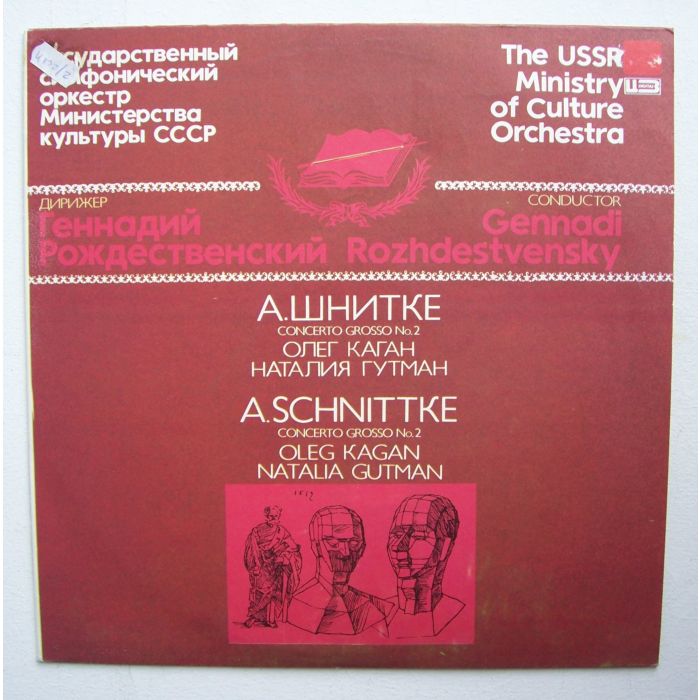 Государственный
симфонический
оркестр
Министерства
культуры СССР
The USSR
Ministry
of Culture
Orchestra
ДИРИЖЕР
Геннадий
Рождественский
CONDUCTOR
Gennadi
Rozhdestvensky
А.ШНИТКЕ
CONCERTO GROSSO No.2
ОЛЕГ КАГАН
НАТАЛИЯ ГУТМАН
A.SCHNITTKE
CONCERTO GROSSO No.2
OLEG KAGAN
NATALIA GUTMAN